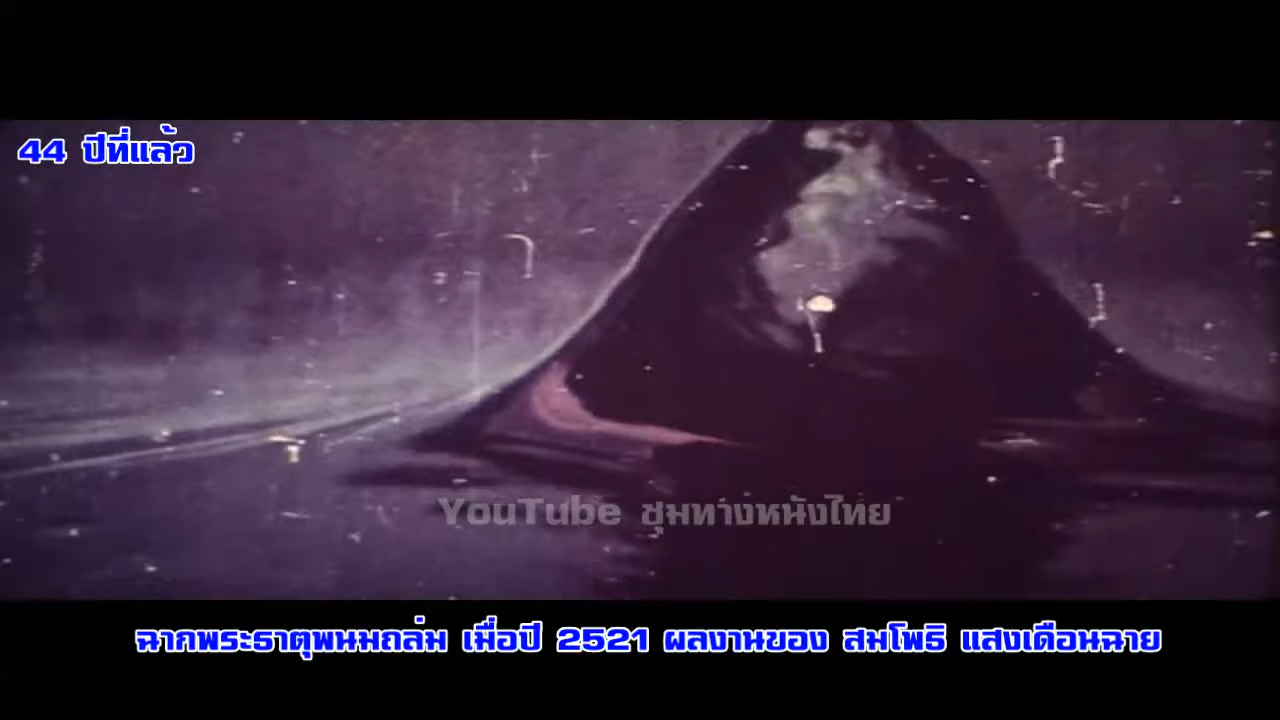 44 ปีที่แล้ว
YouTube ชุมทางหนังไทย
ฉากพระธาตุพนมถล่ม เมื่อปี 2521 ผลงานของ สมโพธิ แสงเดือนฉาย